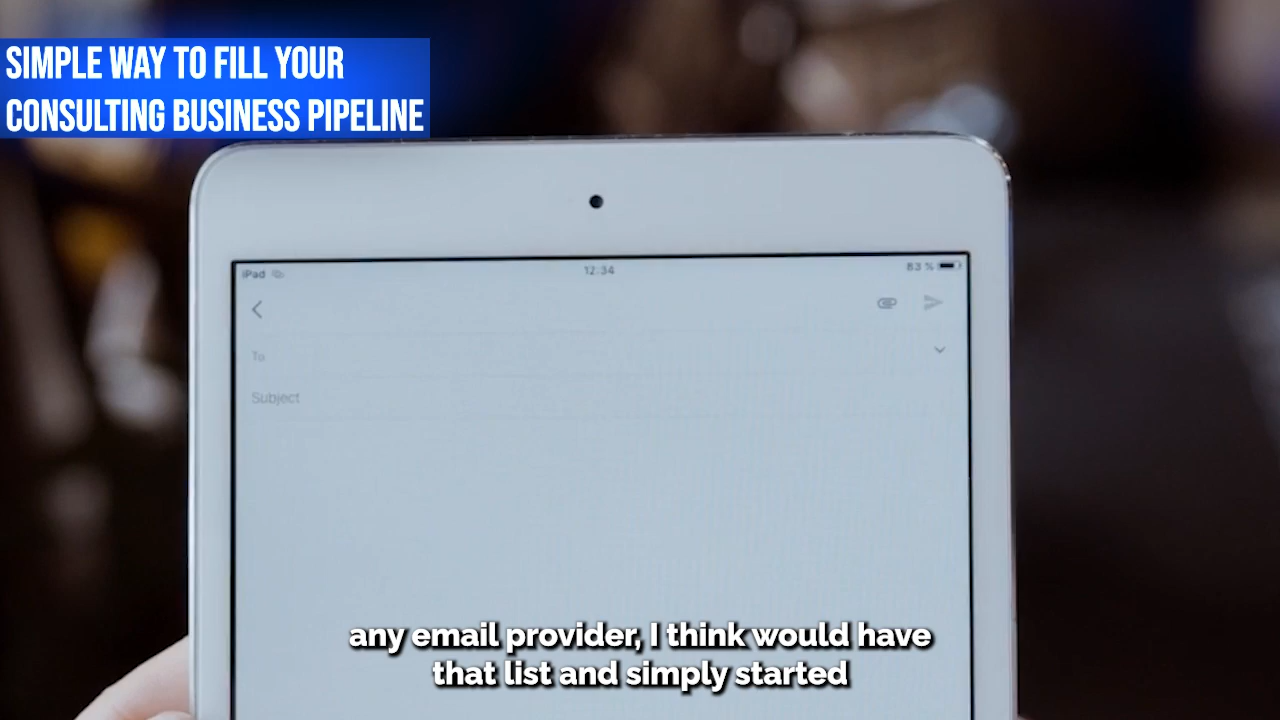 SIMPLE WAY TO FILL YOUR
CONSULTING BUSINESS PIPELINE
iPad
12:34
83 %
To
Subject
any email provider, I think would have
that list and simply started